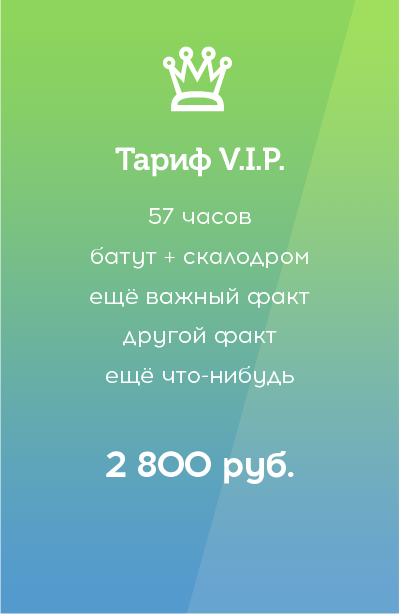 Тариф V.I.P.
57 часов
батут + скалодром
ещё важный факт
другой факт
ещё что-нибудь
2 800 руб.